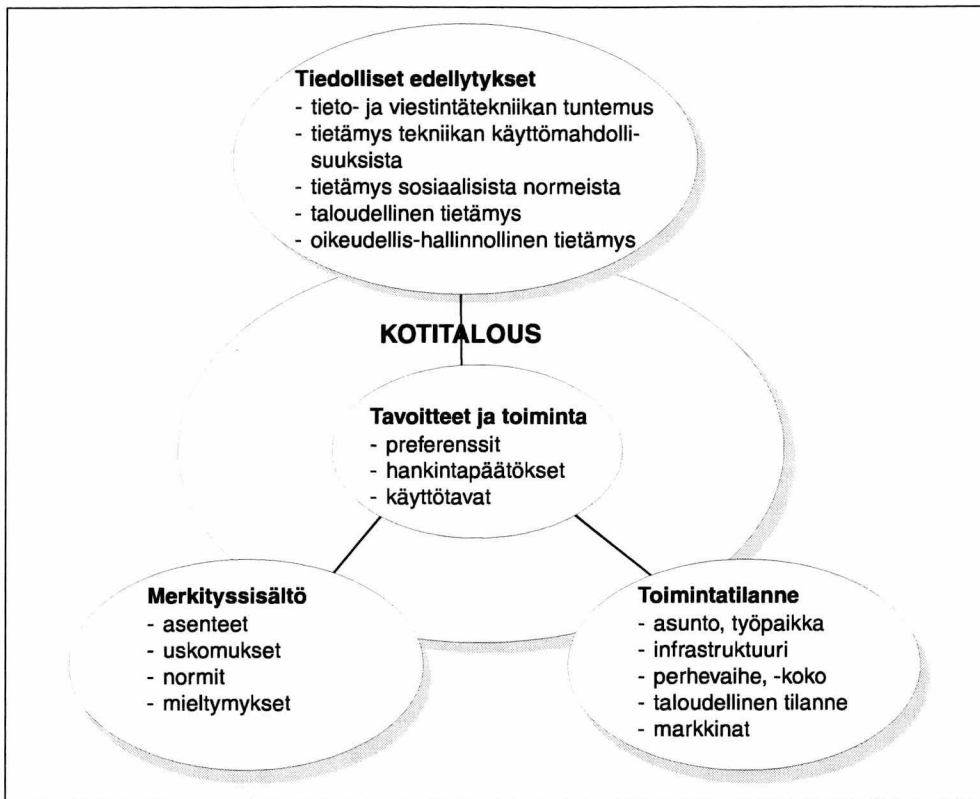 Tiedolliset edellytykset
- tieto- ja viestintätekniikan tuntemus
- tietämys tekniikan käyttömahdolli-
suuksista
- tietämys sosiaalisista normeista
- taloudellinen tietämys
- oikeudellis-hallinnollinen tietämys
KOTITALOUS
Tavoitteet ja toiminta
- preferenssit
- hankintapäätökset
- käyttötavat
Merkityssisältö
- asenteet
- uskomukset
- normit
- mieltymykset
Toimintatilanne
- asunto, työpaikka
- infrastruktuuri
- perhevaihe, -koko
- taloudellinen tilanne
- markkinat